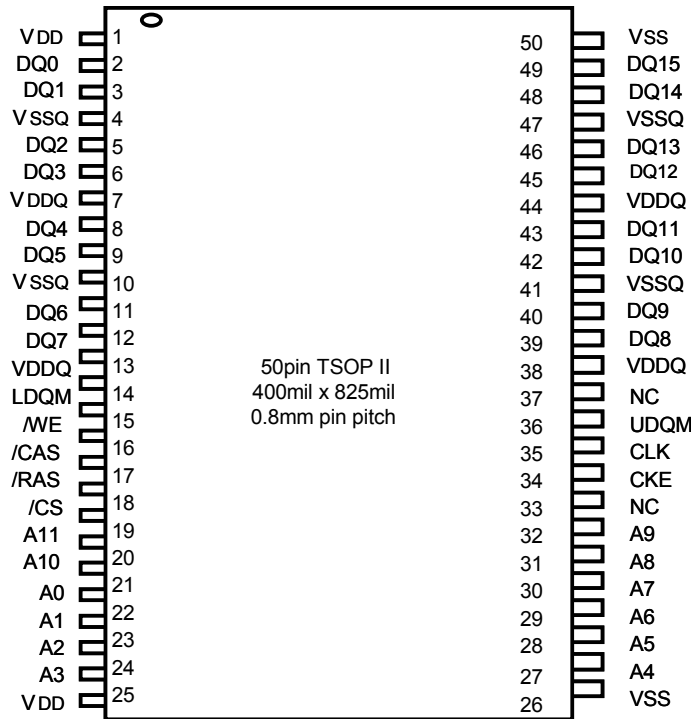 VDD 1 50 VSS
DQ0 2 49 DQ15
DQ1 3 48 DQ14
VSSQ 4 47 VSSQ
DQ2 5 46 DQ13
DQ3 6 45 DQ12
VDDQ 7 44 VDDQ
DQ4 8 43 DQ11
DQ5 9 42 DQ10
VSSQ 10 41 VSSQ
DQ6 11 40 DQ9
DQ7 12 39 DQ8
VDDQ 13 38 VDDQ
LDQM 14 37 NC
/WE 15 36 UDQM
/CAS 16 35 CLK
/RAS 17 34 CKE
/CS 18 33 NC
A11 19 32 A9
A10 20 31 A8
A0 21 30 A7
A1 22 29 A6
A2 23 28 A5
A3 24 27 A4
VDD 25 26 VSS
50pin TSOP II
400mil x 825mil
0.8mm pin pitch